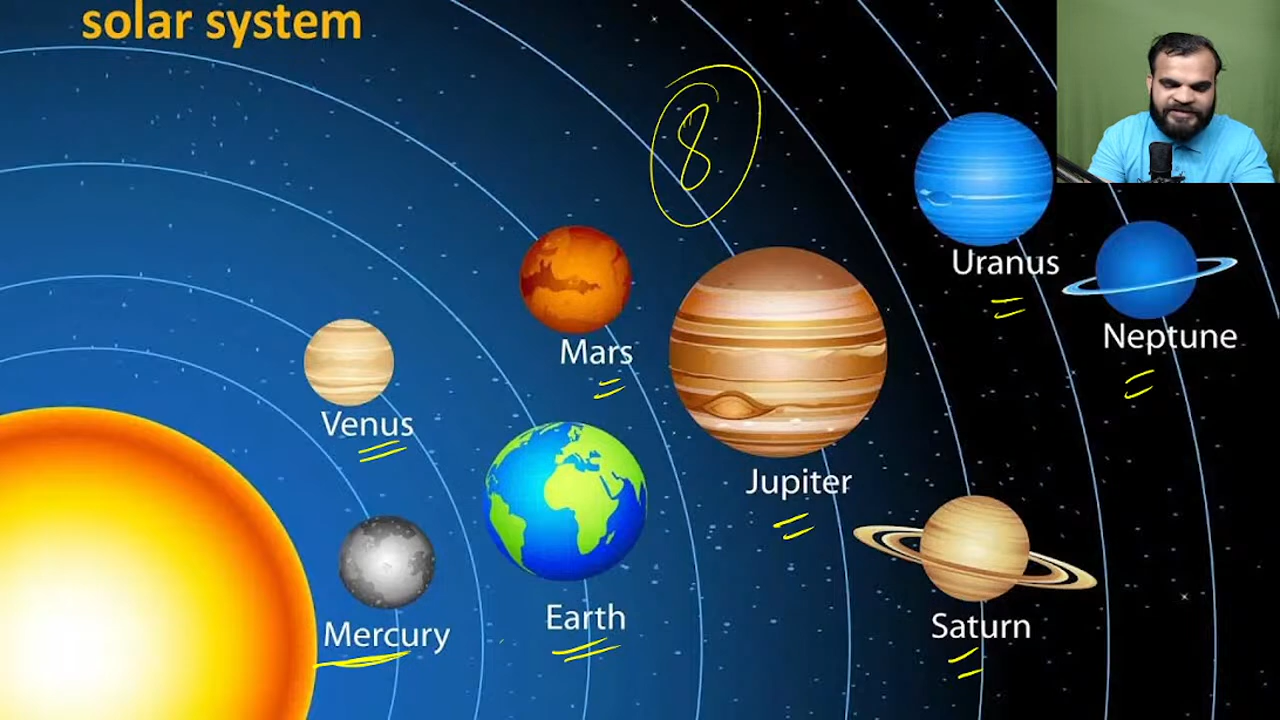 solar system
8
Uranus
Neptune
Mars
Venus
Jupiter
Earth
Saturn
Mercury